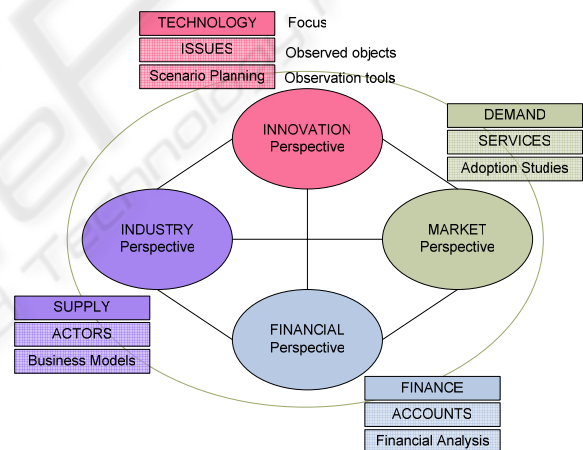 TECHNOLOGY Focus
ISSUES Observed objects
Scenario Planning Observation tools
INNOVATION
Perspective
DEMAND
SERVICES
Adoption Studies
INDUSTRY
Perspective
MARKET
Perspective
SUPPLY
ACTORS
Business Models
FINANCIAL
Perspective
FINANCE
ACCOUNTS
Financial Analysis